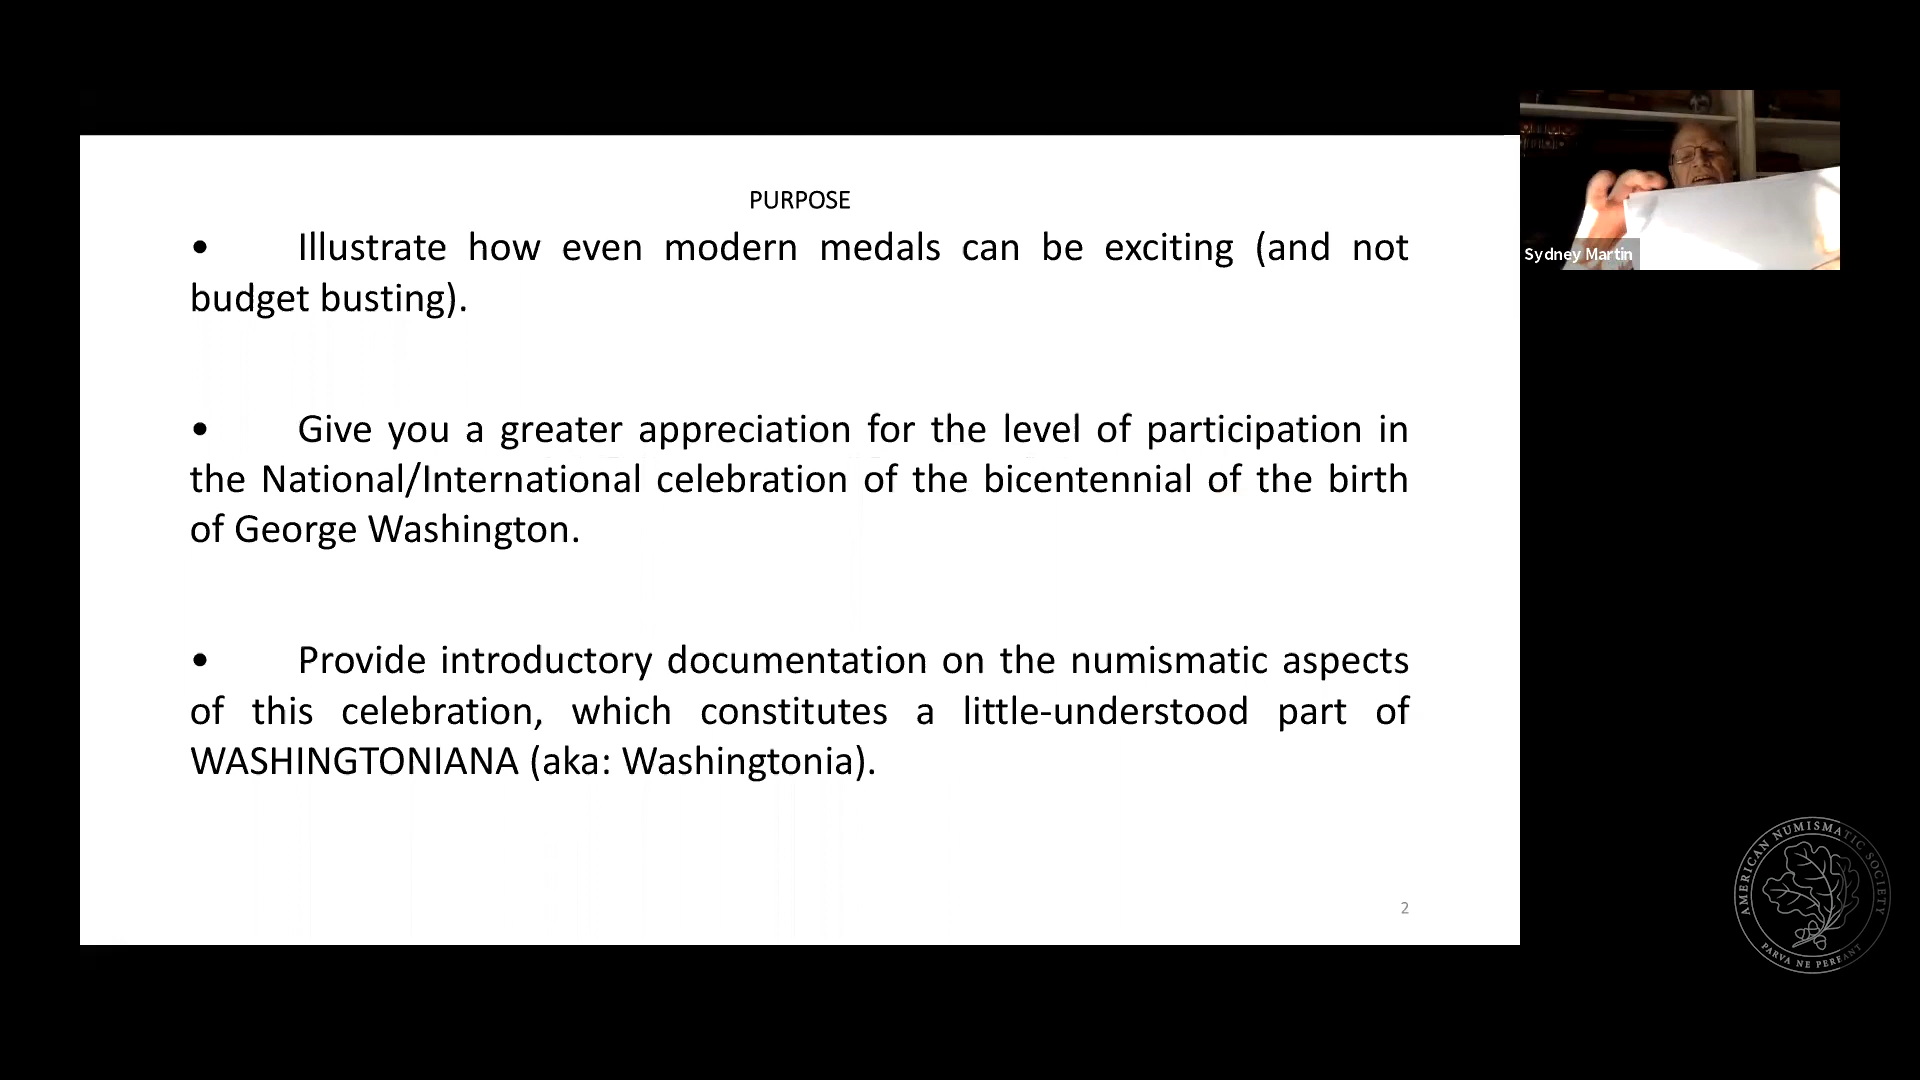 PURPOSE
• Illustrate how even modern medals can be exciting (and not
budget busting).
• Give you a greater appreciation for the level of participation in
the National/International celebration of the bicentennial of the birth
of George Washington.
• Provide introductory documentation on the numismatic aspects
of this celebration, which constitutes a little-understood part of
WASHINGTONIANA (aka: Washingtonia).
2
Sydney Martin
AMERICAN NUMISMATIC SOCIETY
PARVA NE PEREANT